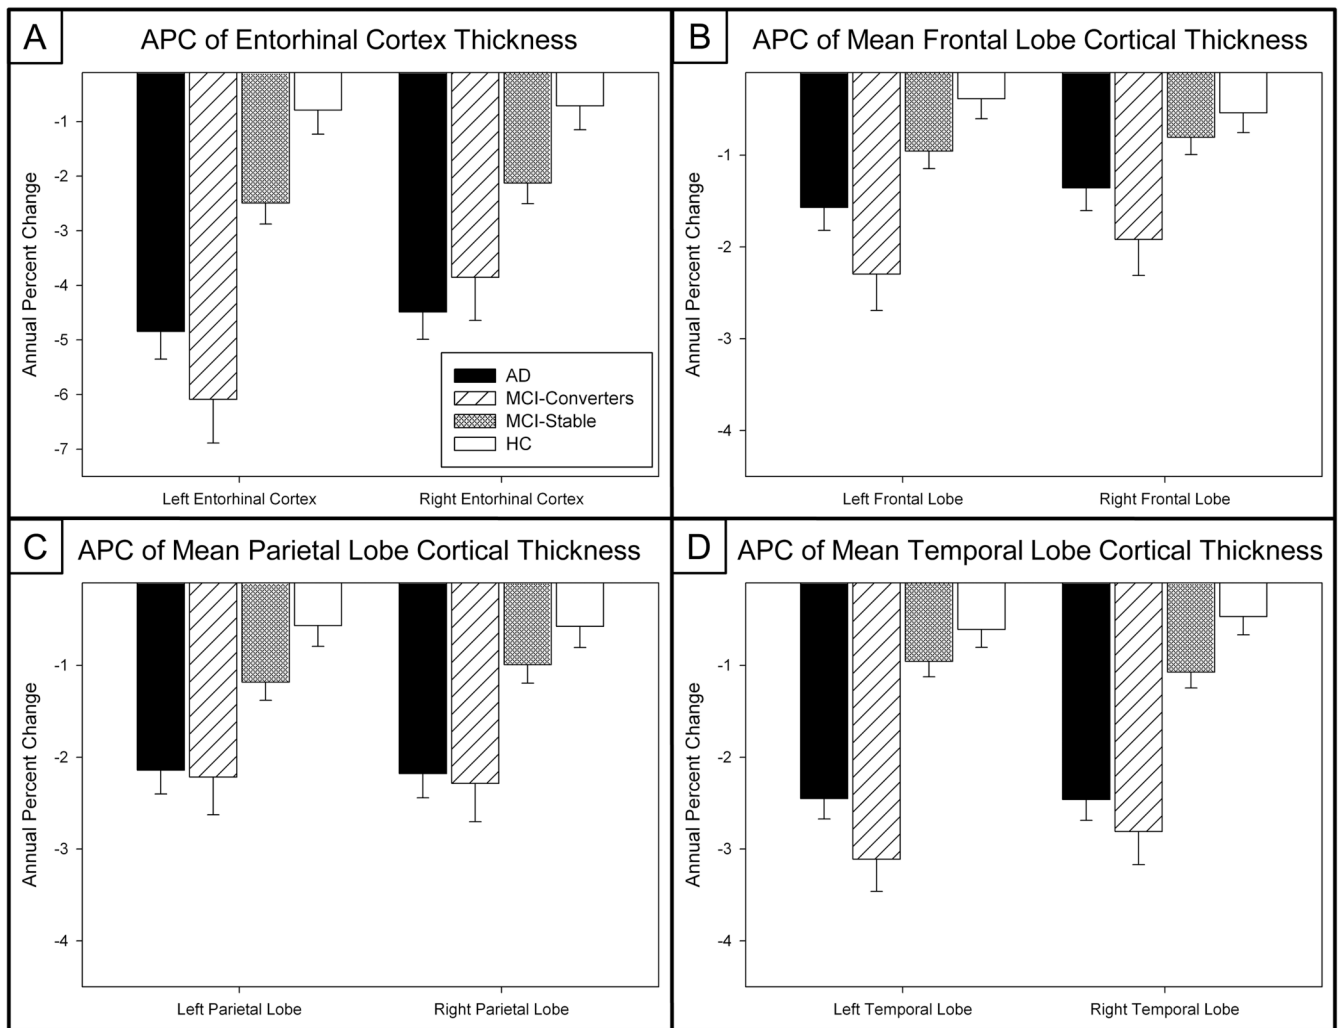 A
APC of Entorhinal Cortex Thickness
Annual Percent Change
-1
-2
-3
-4
-5
-6
-7
AD
MCI-Converters
MCI-Stable
HC
Left Entorhinal Cortex
Right Entorhinal Cortex
B
APC of Mean Frontal Lobe Cortical Thickness
Annual Percent Change
-1
-2
-3
-4
Left Frontal Lobe
Right Frontal Lobe
C
APC of Mean Parietal Lobe Cortical Thickness
Annual Percent Change
-1
-2
-3
-4
Left Parietal Lobe
Right Parietal Lobe
D
APC of Mean Temporal Lobe Cortical Thickness
Annual Percent Change
-1
-2
-3
-4
Left Temporal Lobe
Right Temporal Lobe